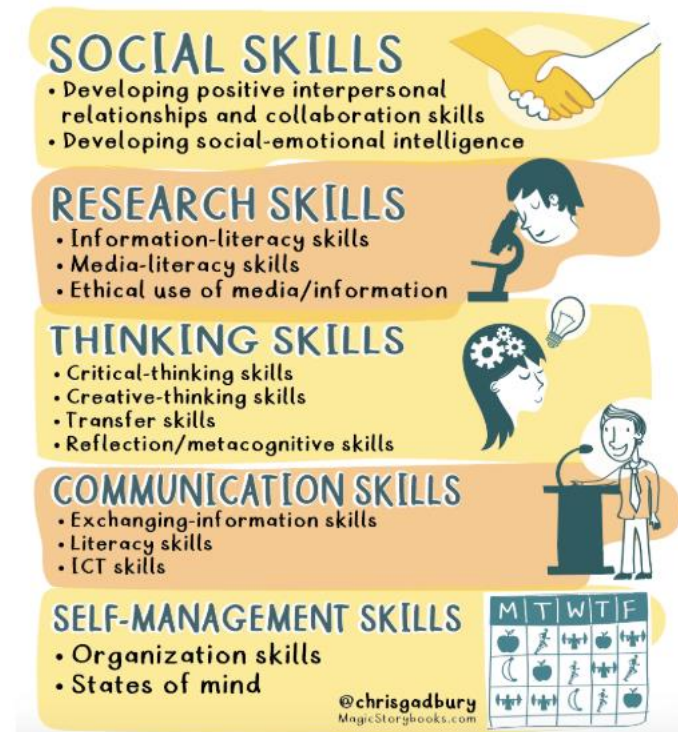 SOCIAL SKILLS
• Developing positive interpersonal
relationships and collaboration skills
• Developing social-emotional intelligence
RESEARCH SKILLS
• Information-literacy skills
• Media-literacy skills
• Ethical use of media/information
THINKING SKILLS
• Critical-thinking skills
• Creative-thinking skills
• Transfer skills
• Reflection/metacognitive skills
COMMUNICATION SKILLS
• Exchanging-information skills
• Literacy skills
• ICT skills
SELF-MANAGEMENT SKILLS
• Organization skills
• States of mind
M T W T F
@chrisgadbury
MagicStorybooks.com